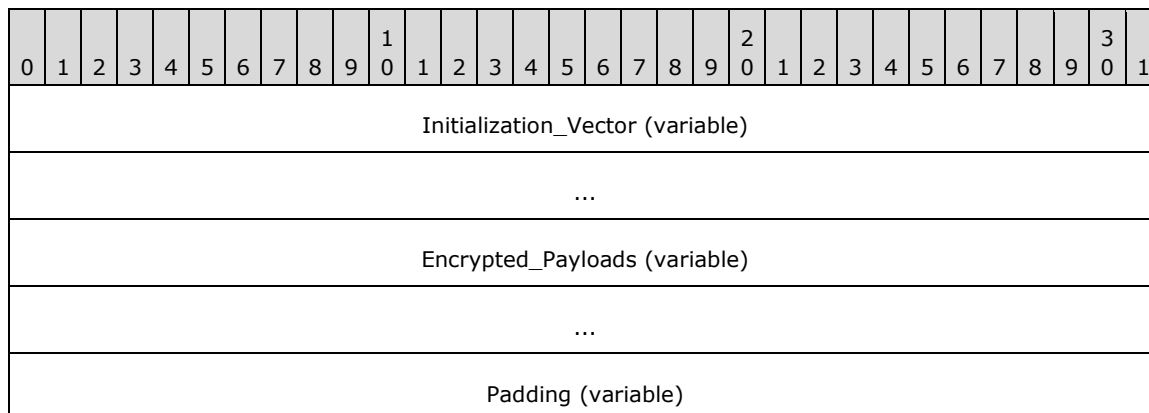 1 2 3
0 1 2 3 4 5 6 7 8 9 0 1 2 3 4 5 6 7 8 9 0 1 2 3 4 5 6 7 8 9 0 1
Initialization_Vector (variable)
...
Encrypted_Payloads (variable)
...
Padding (variable)